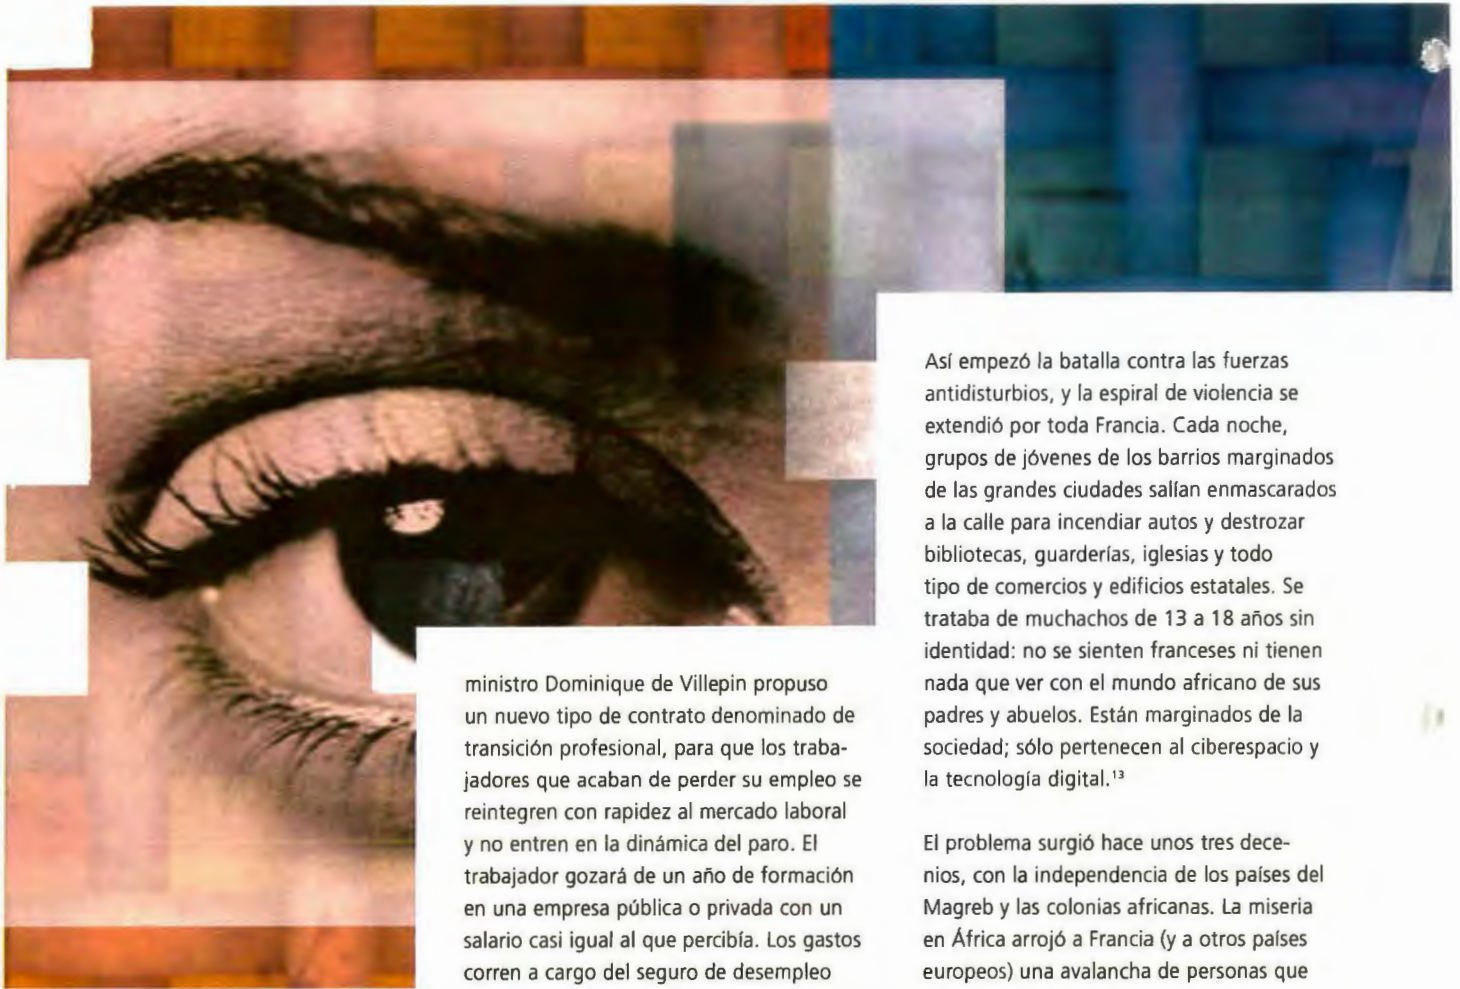 ministro Dominique de Villepin propuso
un nuevo tipo de contrato denominado de
transición profesional, para que los traba-
jadores que acaban de perder su empleo se
reintegren con rapidez al mercado laboral
y no entren en la dinámica del paro. El
trabajador gozará de un año de formación
en una empresa pública o privada con un
salario casi igual al que percibía. Los gastos
corren a cargo del seguro de desempleo
Así empezó la batalla contra las fuerzas
antidisturbios, y la espiral de violencia se
extendió por toda Francia. Cada noche,
grupos de jóvenes de los barrios marginados
de las grandes ciudades salían enmascarados
a la calle para incendiar autos y destrozar
bibliotecas, guarderías, iglesias y todo
tipo de comercios y edificios estatales. Se
trataba de muchachos de 13 a 18 años sin
identidad: no se sienten franceses ni tienen
nada que ver con el mundo africano de sus
padres y abuelos. Están marginados de la
sociedad; sólo pertenecen al ciberespacio y
la tecnología digital.¹³
El problema surgió hace unos tres dece-
nios, con la independencia de los países del
Magreb y las colonias africanas. La miseria
en África arrojó a Francia (y a otros países
europeos) una avalancha de personas que